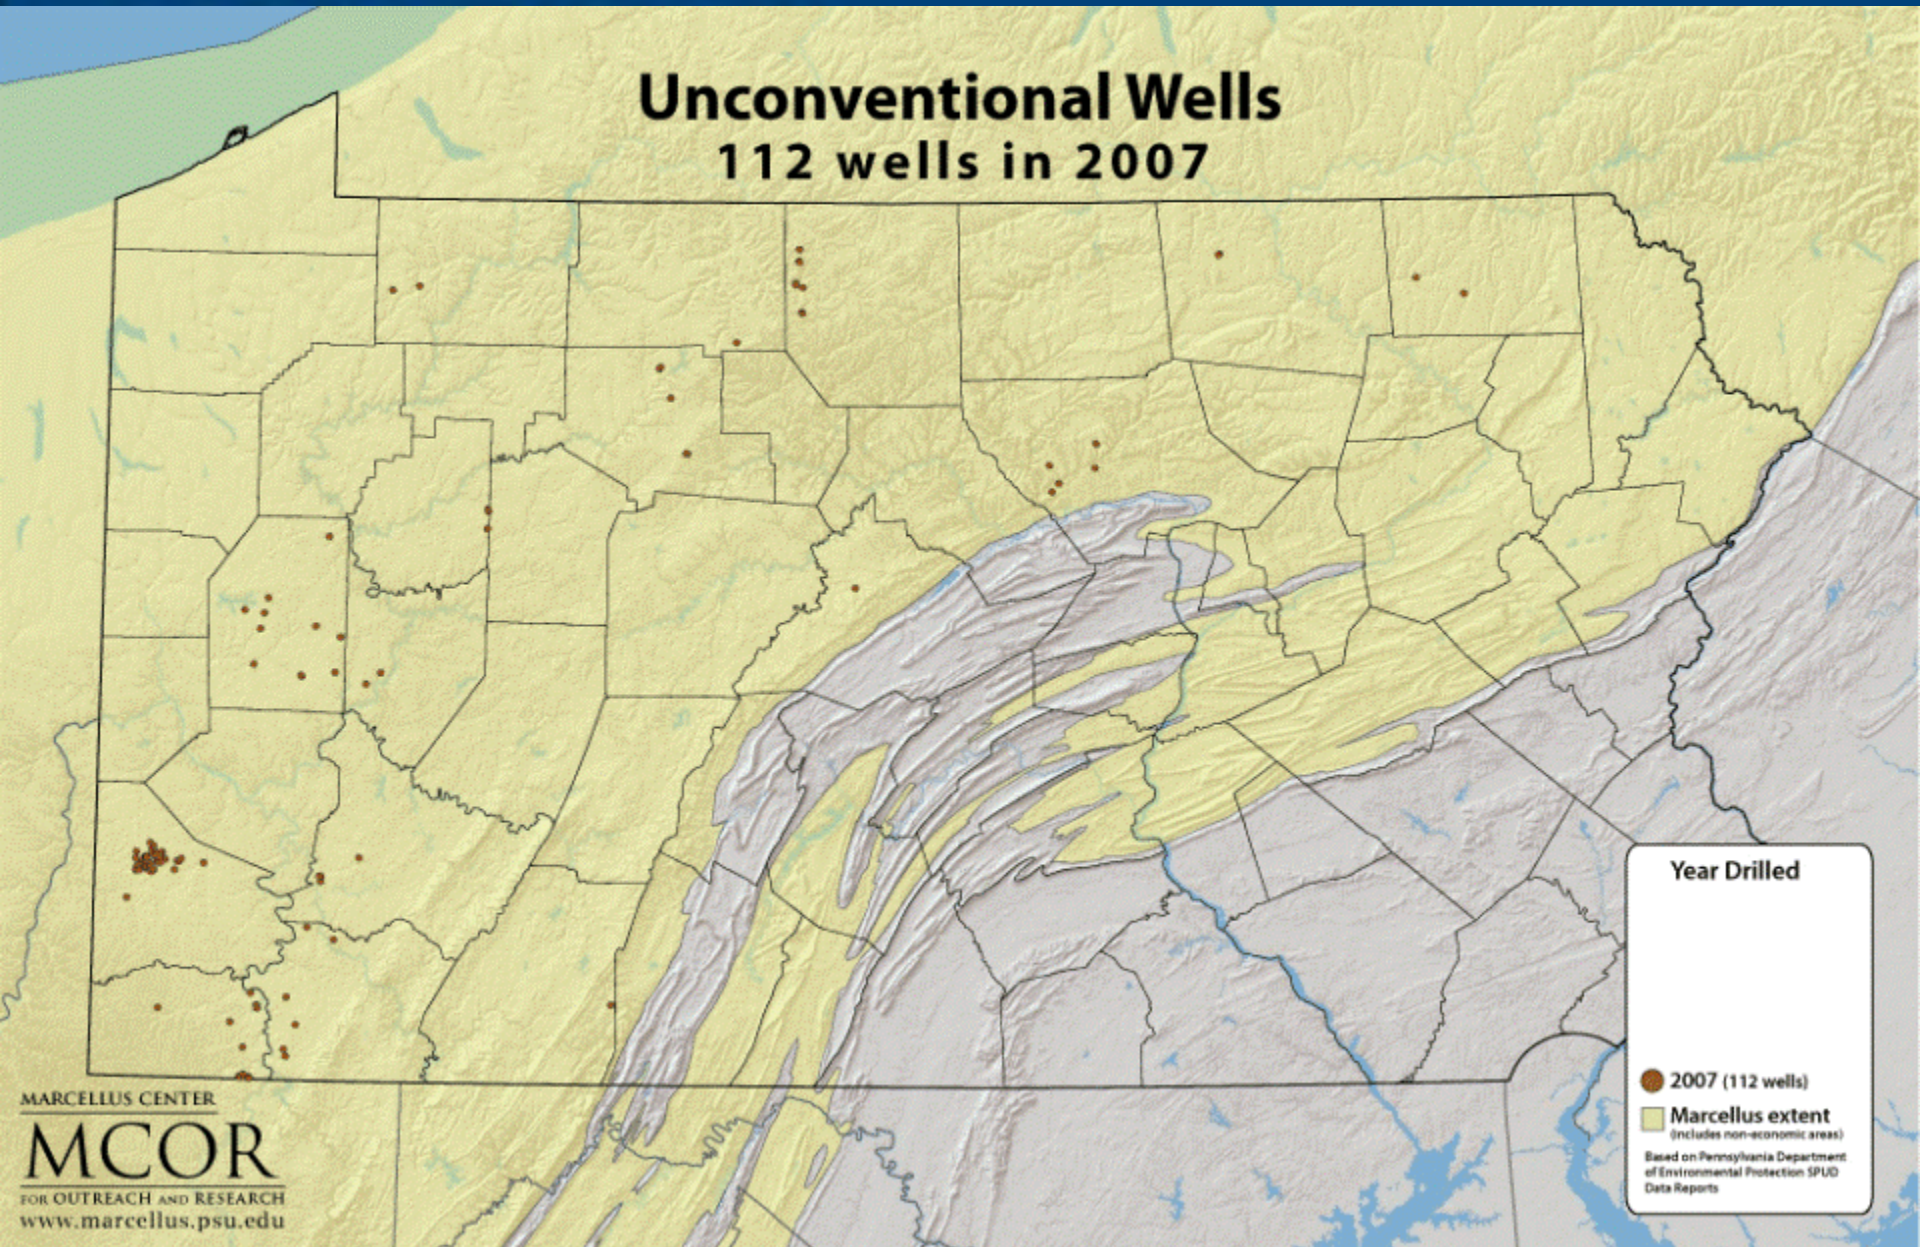 Unconventional Wells
112 wells in 2007
Year Drilled
2007 (112 wells)
Marcellus extent
(includes non-economic areas)
Based on Pennsylvania Department
of Environmental Protection SPUD
Data Reports
MARCELLUS CENTER
MCOR
FOR OUTREACH AND RESEARCH
www.marcellus.psu.edu